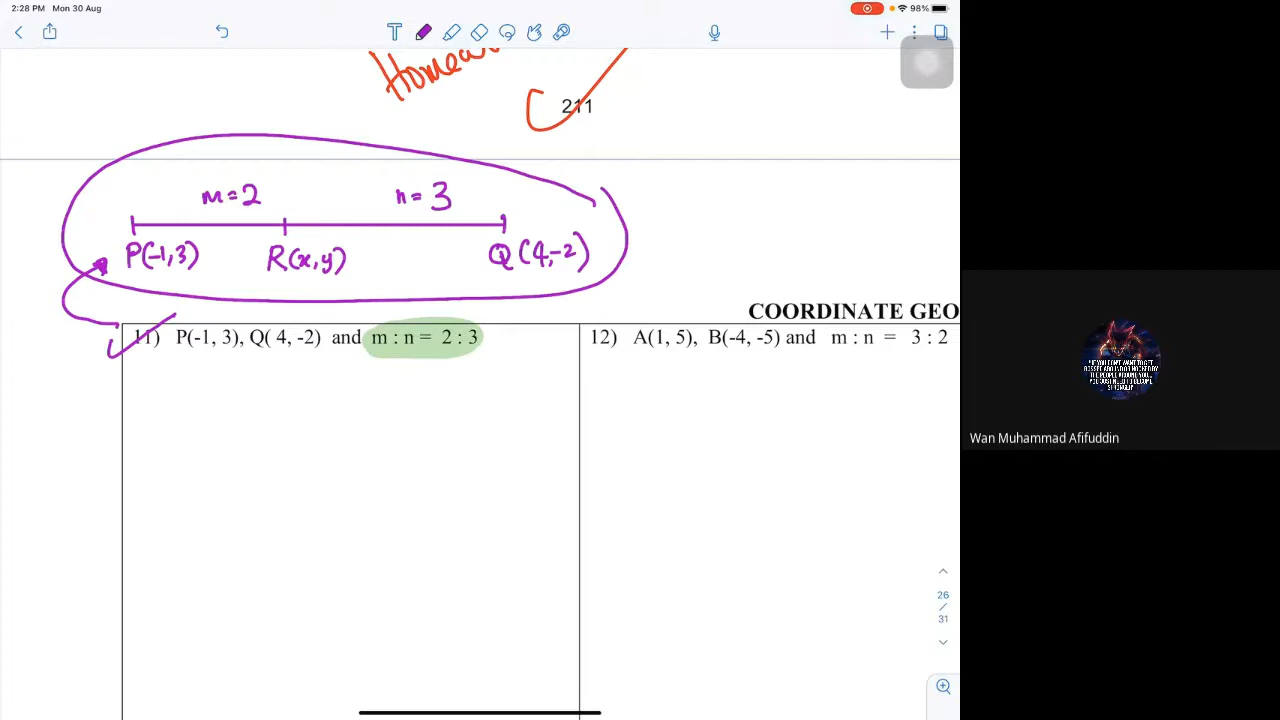 2:28 PM Mon 30 Aug
98%
T
211
m = 2 n = 3
P(-1,3) R(x,y) Q(4,-2)
COORDINATE GEO
11) P(-1, 3), Q( 4, -2) and m : n = 2 : 3
12) A(1, 5), B(-4, -5) and m : n = 3 : 2
Wan Muhammad Afifuddin
26
/
31